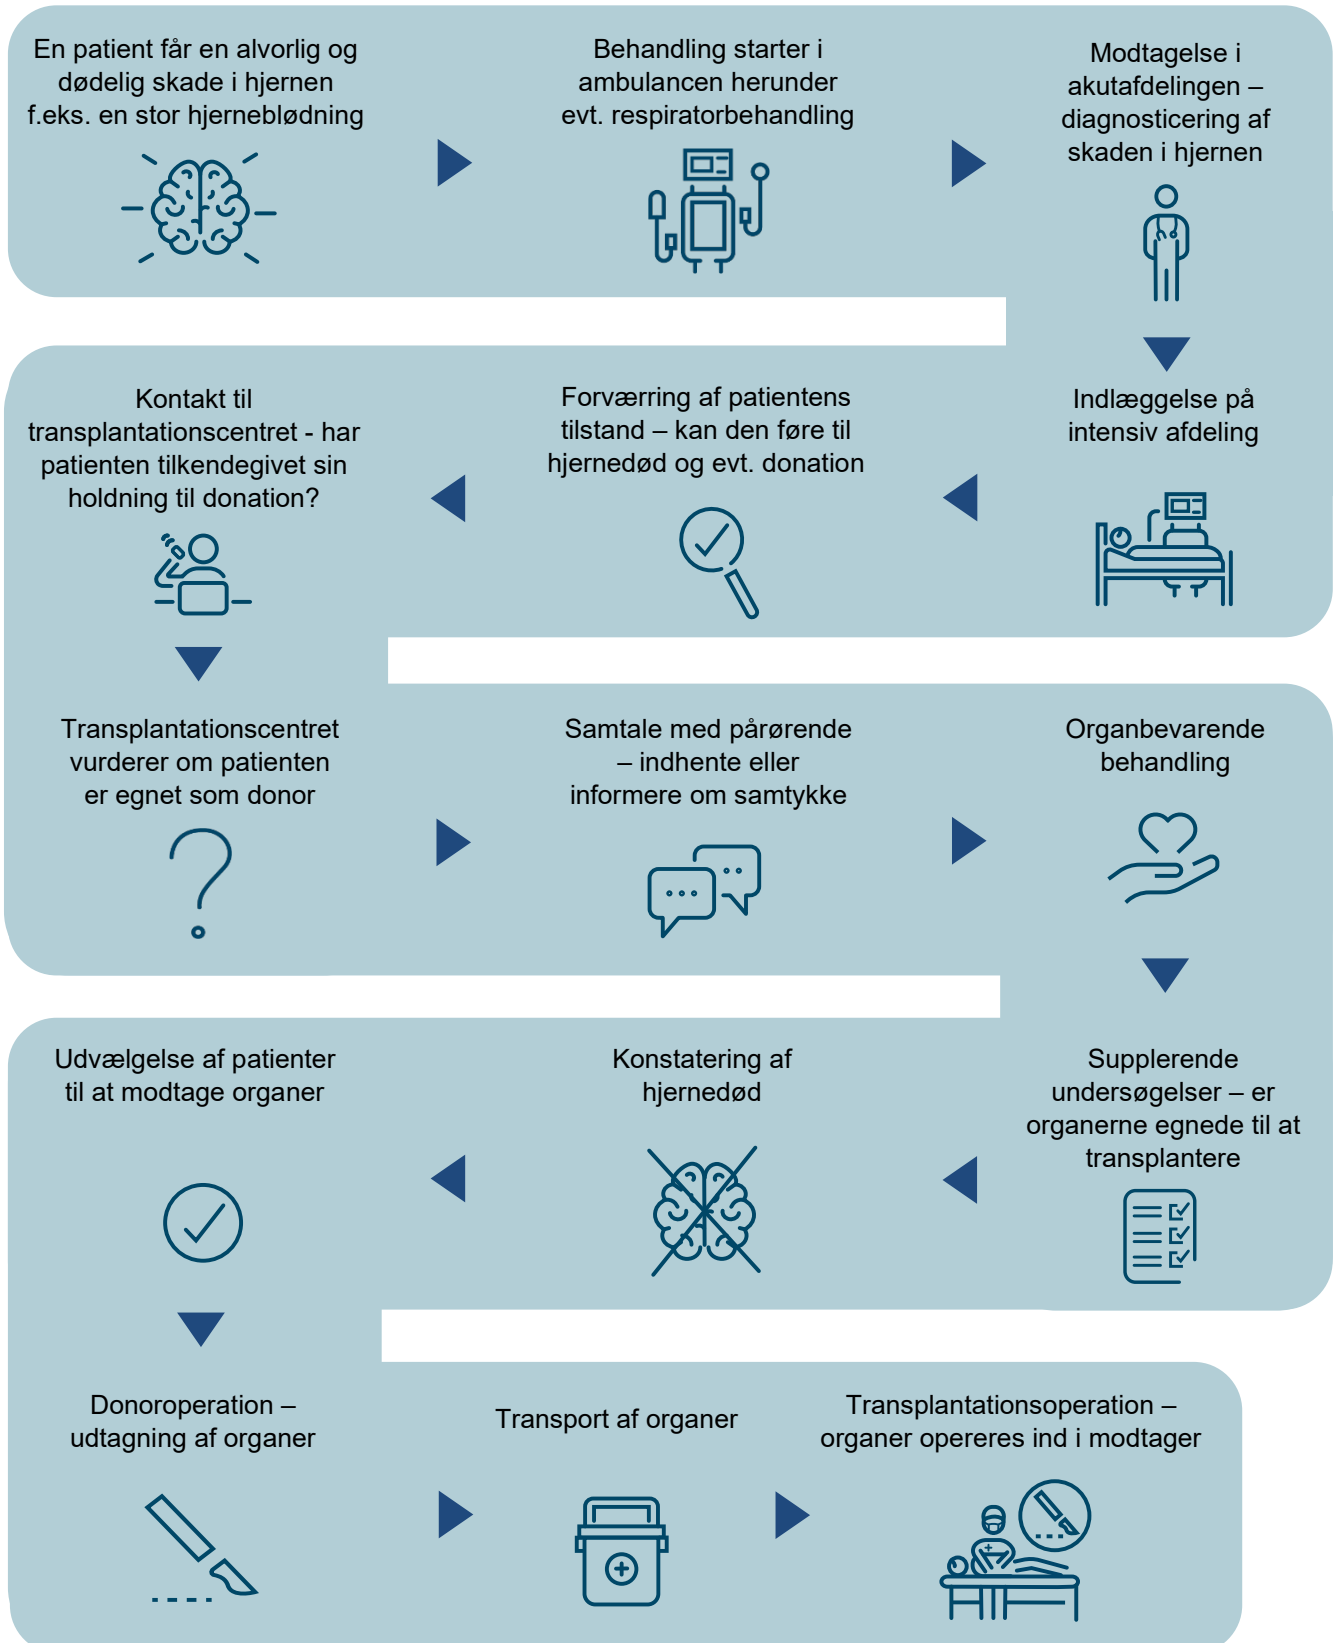 En patient får en alvorlig og
dødelig skade i hjernen
f.eks. en stor hjerneblødning
Behandling starter i
ambulancen herunder
evt. respiratorbehandling
Modtagelse i
akutafdelingen –
diagnosticering af
skaden i hjernen
Indlæggelse på
intensiv afdeling
Forværring af patientens
tilstand – kan den føre til
hjernedød og evt. donation
Kontakt til
transplantationscentret - har
patienten tilkendegivet sin
holdning til donation?
Transplantationscentret
vurderer om patienten
er egnet som donor
Samtale med pårørende
– indhente eller
informere om samtykke
Organbevarende
behandling
Supplerende
undersøgelser – er
organerne egnede til at
transplantere
Konstatering af
hjernedød
Udvælgelse af patienter
til at modtage organer
Donoroperation –
udtagning af organer
Transport af organer
Transplantationsoperation –
organer opereres ind i modtager